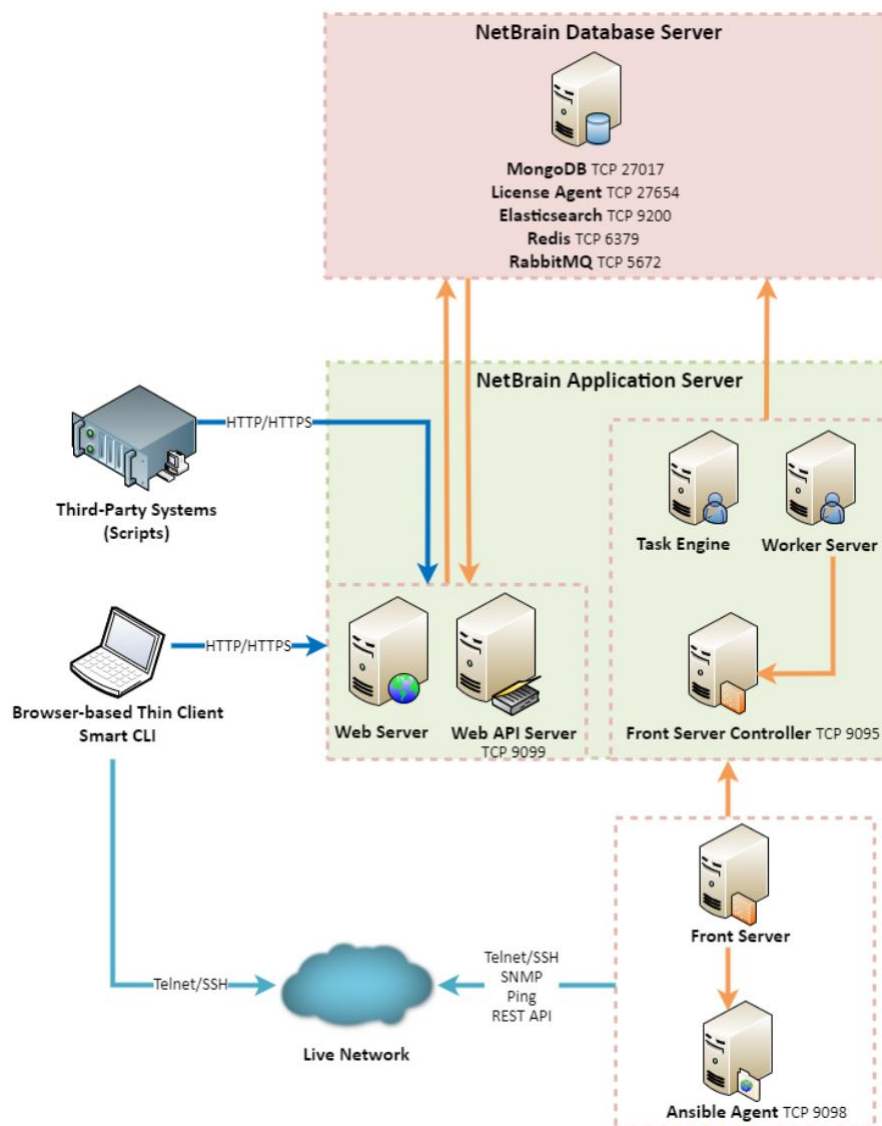 NetBrain Database Server
MongoDB TCP 27017
License Agent TCP 27654
Elasticsearch TCP 9200
Redis TCP 6379
RabbitMQ TCP 5672
NetBrain Application Server
HTTP/HTTPS
Third-Party Systems
(Scripts)
Task Engine
Worker Server
HTTP/HTTPS
Browser-based Thin Client
Smart CLI
Web Server
Web API Server
TCP 9099
Front Server Controller TCP 9095
Front Server
Telnet/SSH
Telnet/SSH
SNMP
Ping
REST API
Live Network
Ansible Agent TCP 9098